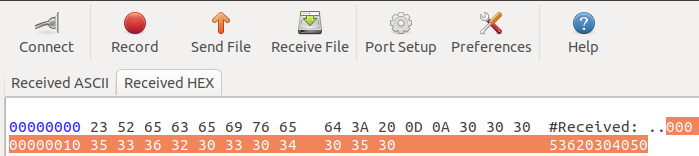 Connect Record Send File Receive File Port Setup Preferences Help
Received ASCII Received HEX
00000000 23 52 65 63 65 69 76 65 64 3A 20 0D 0A 30 30 30 #Received: ..000
00000010 35 33 36 32 30 33 30 34 30 35 30 53620304050